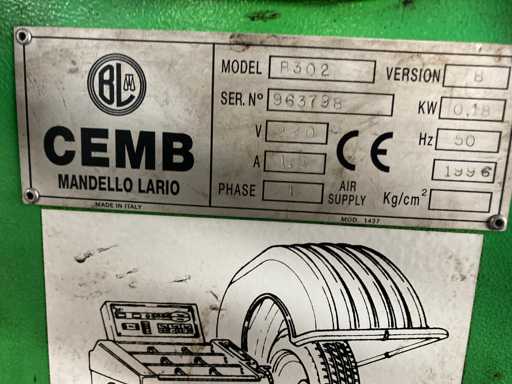 BL
CEMB
MANDELLO LARIO
MADE IN ITALY
MODEL B302 VERSION B
SER. Nº 963798 KW 0,18
V 230 Hz 50
A CE 1996
PHASE 1 AIR SUPPLY Kg/cm²
MOD. 1437